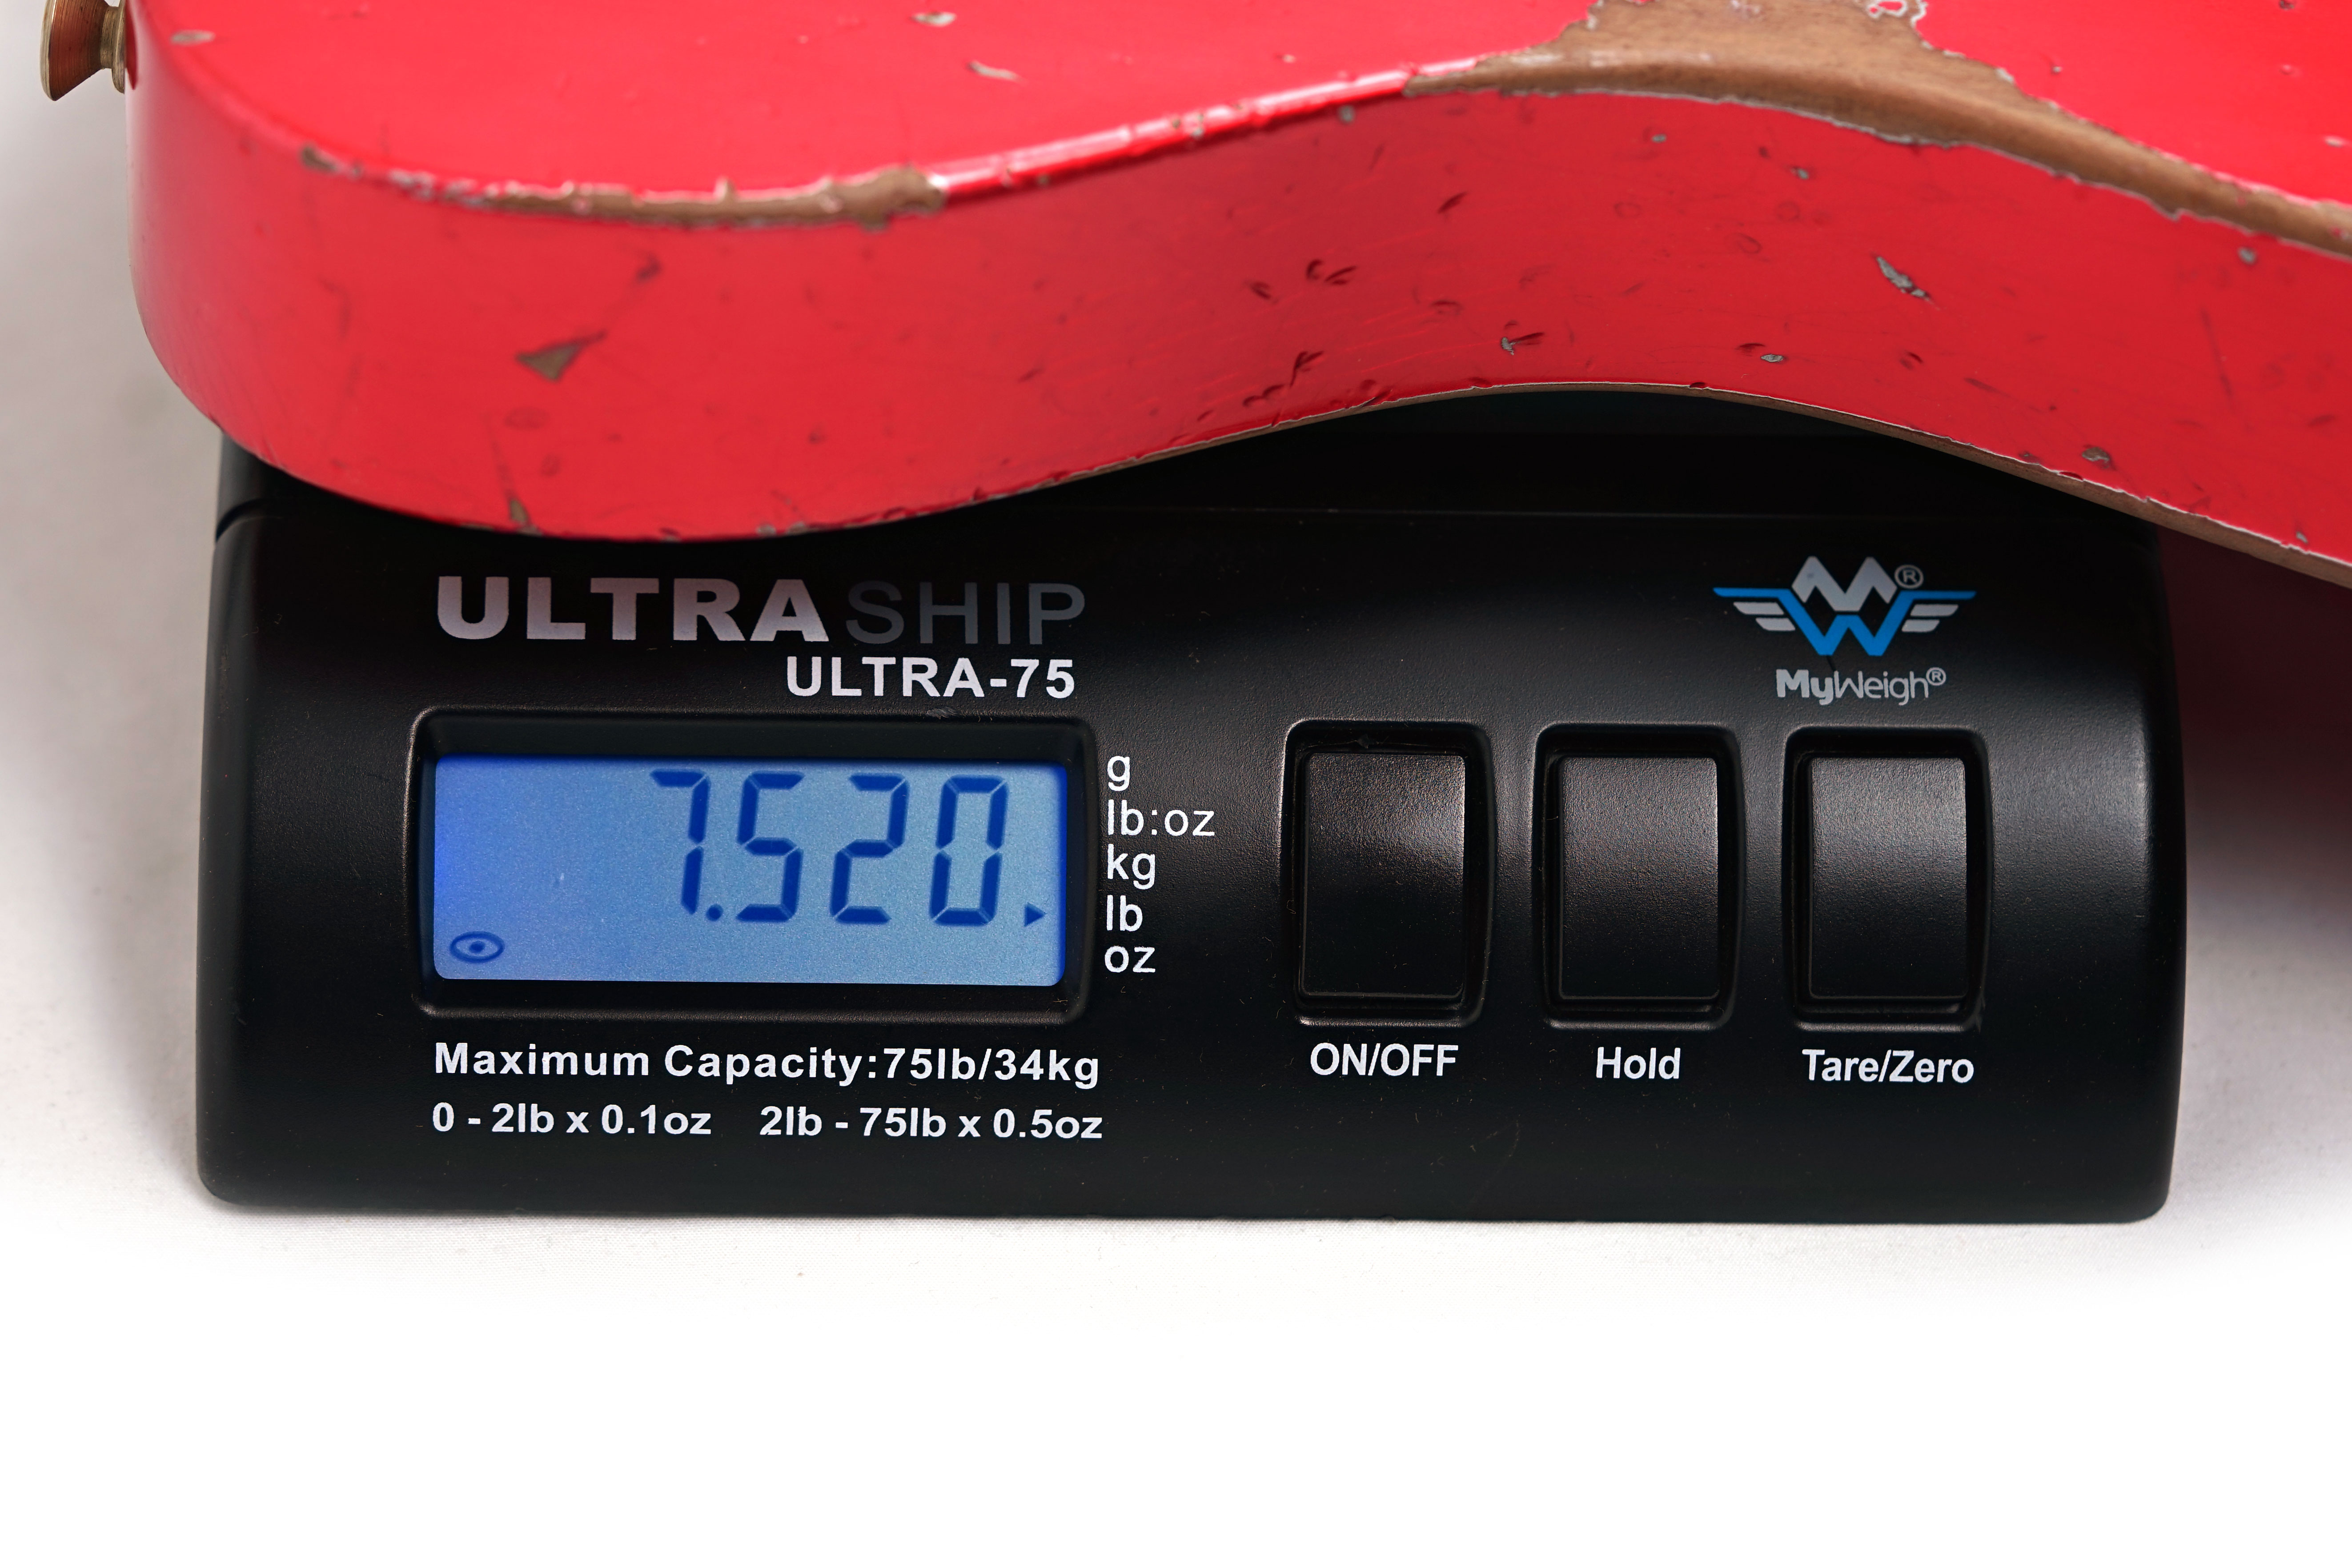 ULTRASHIP
ULTRA-75
MW®
MyWeigh®
7.520
g
lb:oz
kg
lb
oz
Maximum Capacity:75lb/34kg
0 - 2lb x 0.1oz 2lb - 75lb x 0.5oz
ON/OFF
Hold
Tare/Zero